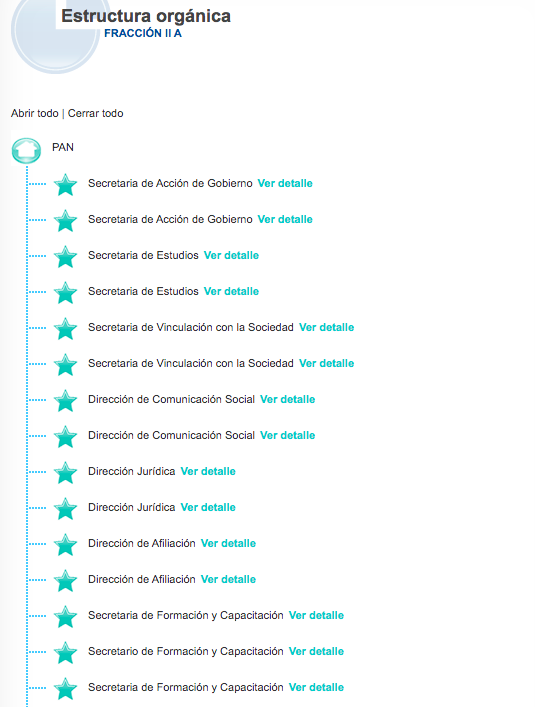 Estructura orgánica
FRACCIÓN II A
Abrir todo | Cerrar todo
PAN
Secretaria de Acción de Gobierno Ver detalle
Secretaria de Acción de Gobierno Ver detalle
Secretaria de Estudios Ver detalle
Secretaria de Estudios Ver detalle
Secretaria de Vinculación con la Sociedad Ver detalle
Secretaria de Vinculación con la Sociedad Ver detalle
Dirección de Comunicación Social Ver detalle
Dirección de Comunicación Social Ver detalle
Dirección Jurídica Ver detalle
Dirección Jurídica Ver detalle
Dirección de Afiliación Ver detalle
Dirección de Afiliación Ver detalle
Secretaria de Formación y Capacitación Ver detalle
Secretario de Formación y Capacitación Ver detalle
Secretaria de Formación y Capacitación Ver detalle